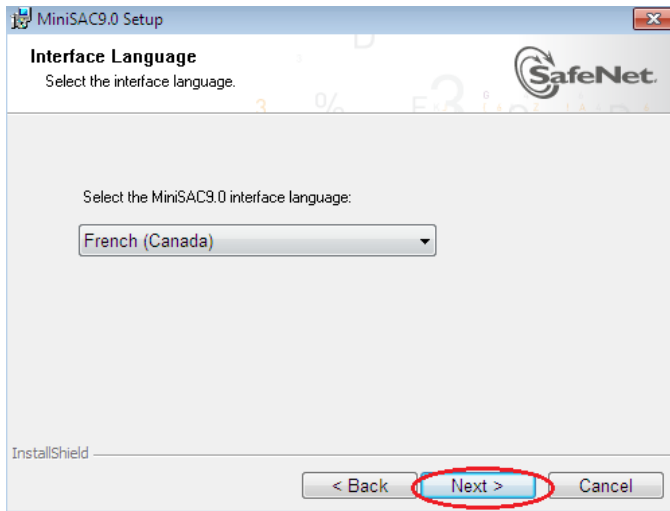 MiniSAC9.0 Setup
Interface Language
Select the interface language.
SafeNet.
Select the MiniSAC9.0 interface language:
French (Canada)
InstallShield
< Back
Next >
Cancel